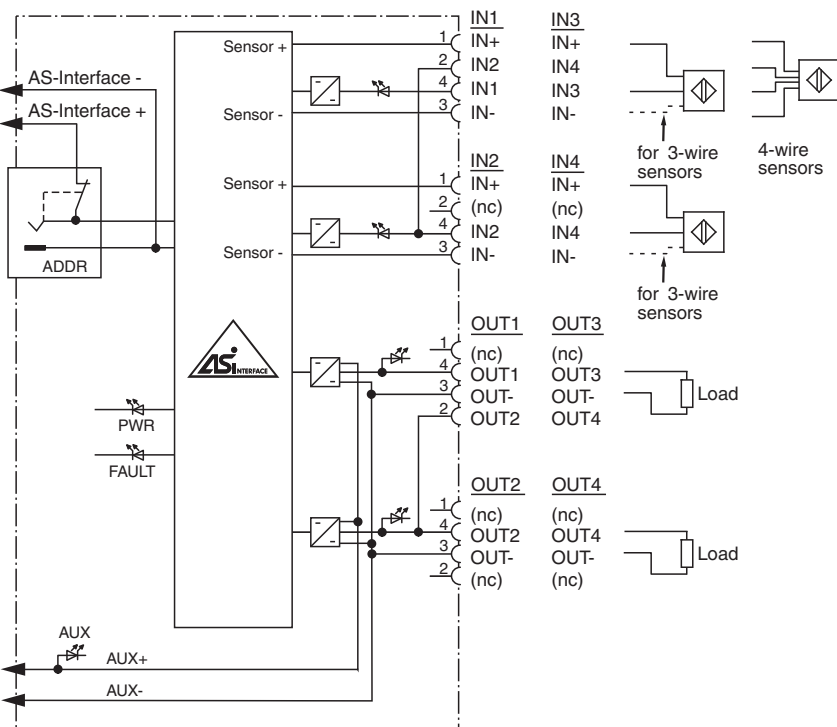 AS-Interface -
AS-Interface +
ADDR
Sensor +
Sensor -
Sensor +
Sensor -
ASi INTERFACE
PWR
FAULT
AUX
AUX+
AUX-
IN1 IN3
1 IN+ IN+
2 IN2 IN4
4 IN1 IN3
3 IN- IN-
for 3-wire
sensors
4-wire
sensors
IN2 IN4
1 IN+ IN+
2 (nc) (nc)
4 IN2 IN4
3 IN- IN-
for 3-wire
sensors
OUT1 OUT3
1 (nc) (nc)
4 OUT1 OUT3
3 OUT- OUT-
2 OUT2 OUT4
Load
OUT2 OUT4
1 (nc) (nc)
4 OUT2 OUT4
3 OUT- OUT-
2 (nc) (nc)
Load